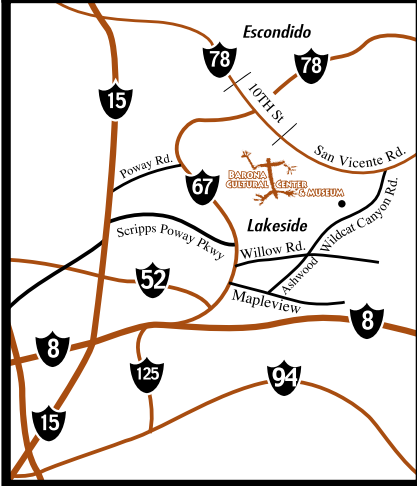 Escondido
78
78
15
10TH St
San Vicente Rd.
Poway Rd.
BARONA
CULTURAL CENTER
& MUSEUM
67
Wildcat Canyon Rd.
Lakeside
Scripps Poway Pkwy
Willow Rd.
Ashwood
52
Mapleview
8
8
125
94
15